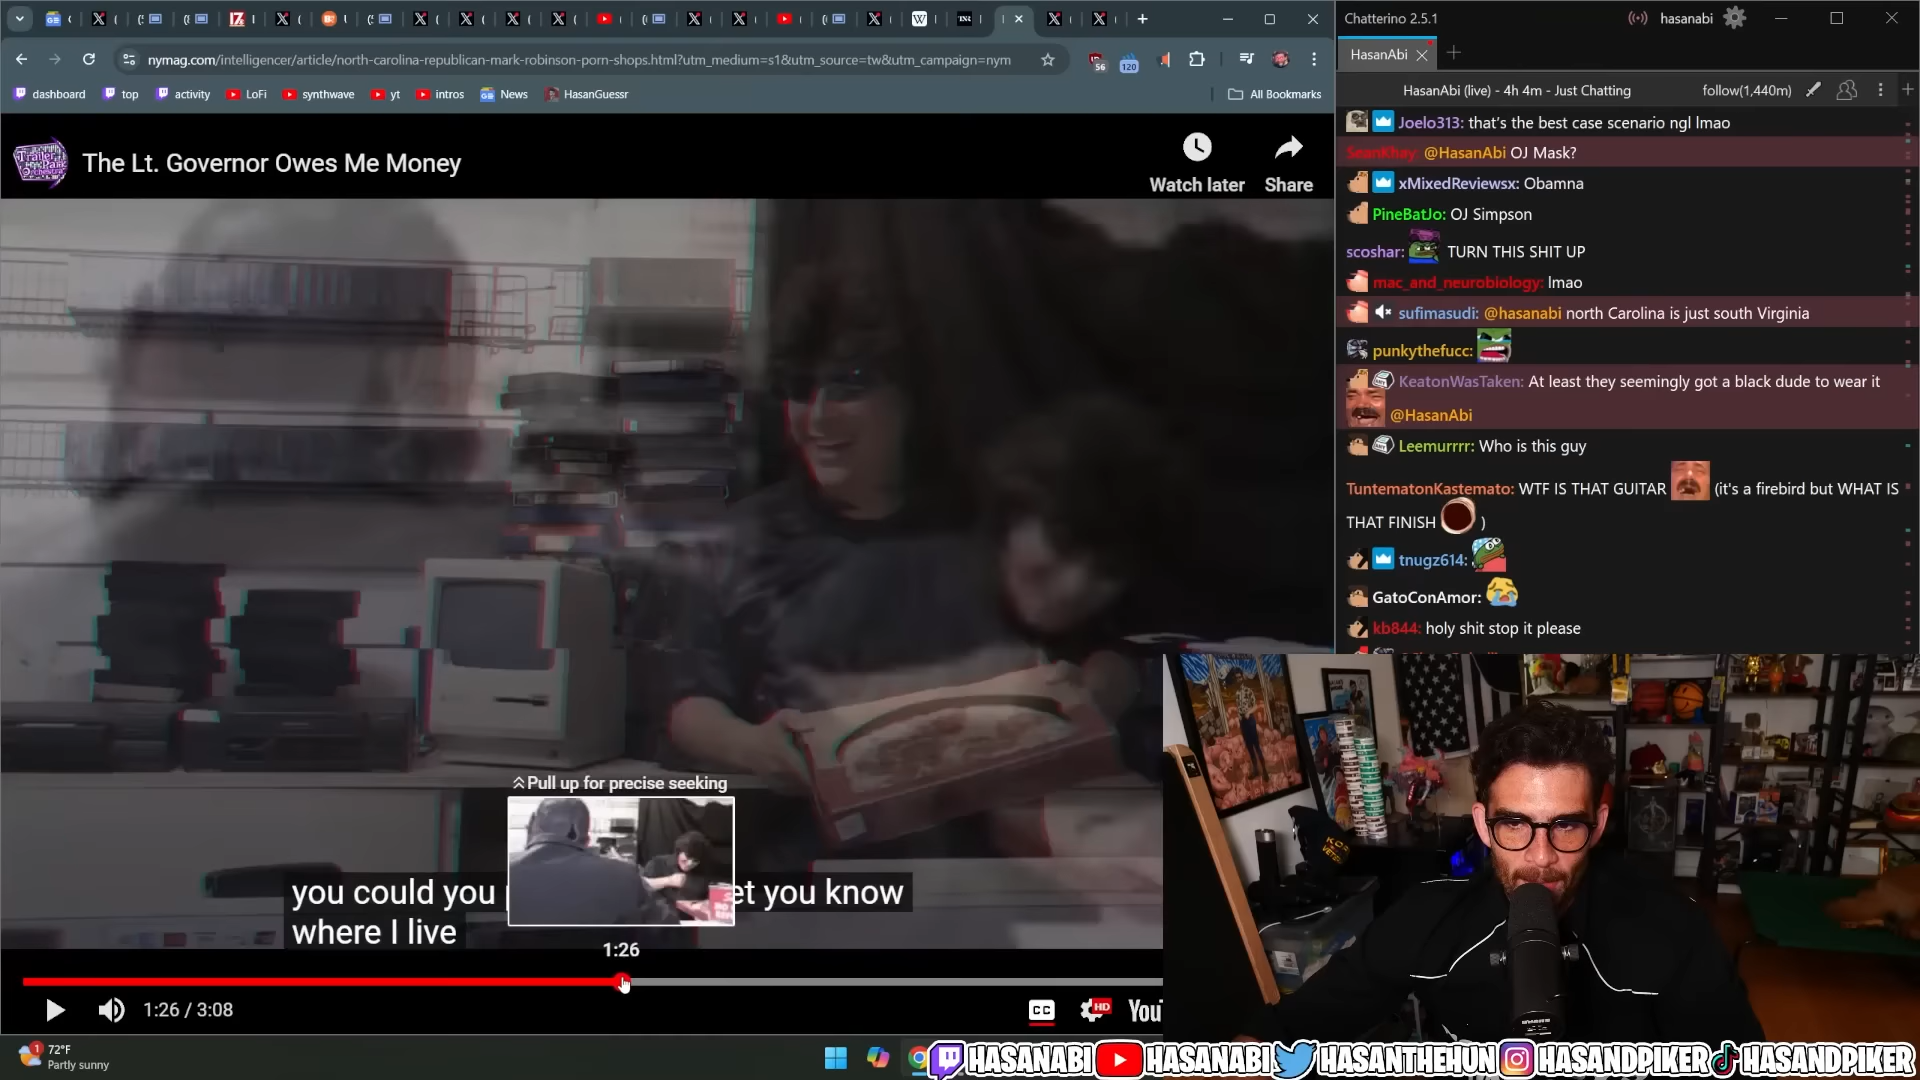 nymag.com/intelligencer/article/north-carolina-republican-mark-robinson-porn-shops.html?utm_medium=s1&utm_source=tw&utm_campaign=nym
56
120
dashboard
top
activity
LoFi
synthwave
yt
intros
News
HasanGuessr
All Bookmarks
The Lt. Governor Owes Me Money
Watch later
Share
Pull up for precise seeking
you could you
et you know
where I live
1:26
1:26 / 3:08
CC
HD
You
72°F
Partly sunny
Chatterino 2.5.1
hasanabi
HasanAbi
HasanAbi (live) - 4h 4m - Just Chatting
follow(1,440m)
Joelo313: that's the best case scenario ngl lmao
SeanKhay: @HasanAbi OJ Mask?
xMixedReviewsx: Obamna
PineBatJo: OJ Simpson
scoshar: TURN THIS SHIT UP
mac_and_neurobiology: lmao
sufimasudi: @hasanabi north Carolina is just south Virginia
punkythefucc:
KeatonWasTaken: At least they seemingly got a black dude to wear it
@HasanAbi
Leemurrrr: Who is this guy
TuntematonKastemato: WTF IS THAT GUITAR (it's a firebird but WHAT IS
THAT FINISH )
tnugz614:
GatoConAmor:
kb844: holy shit stop it please
HASANABI HASANABI HASANTHEHUN HASANDPIKER HASANDPIKER